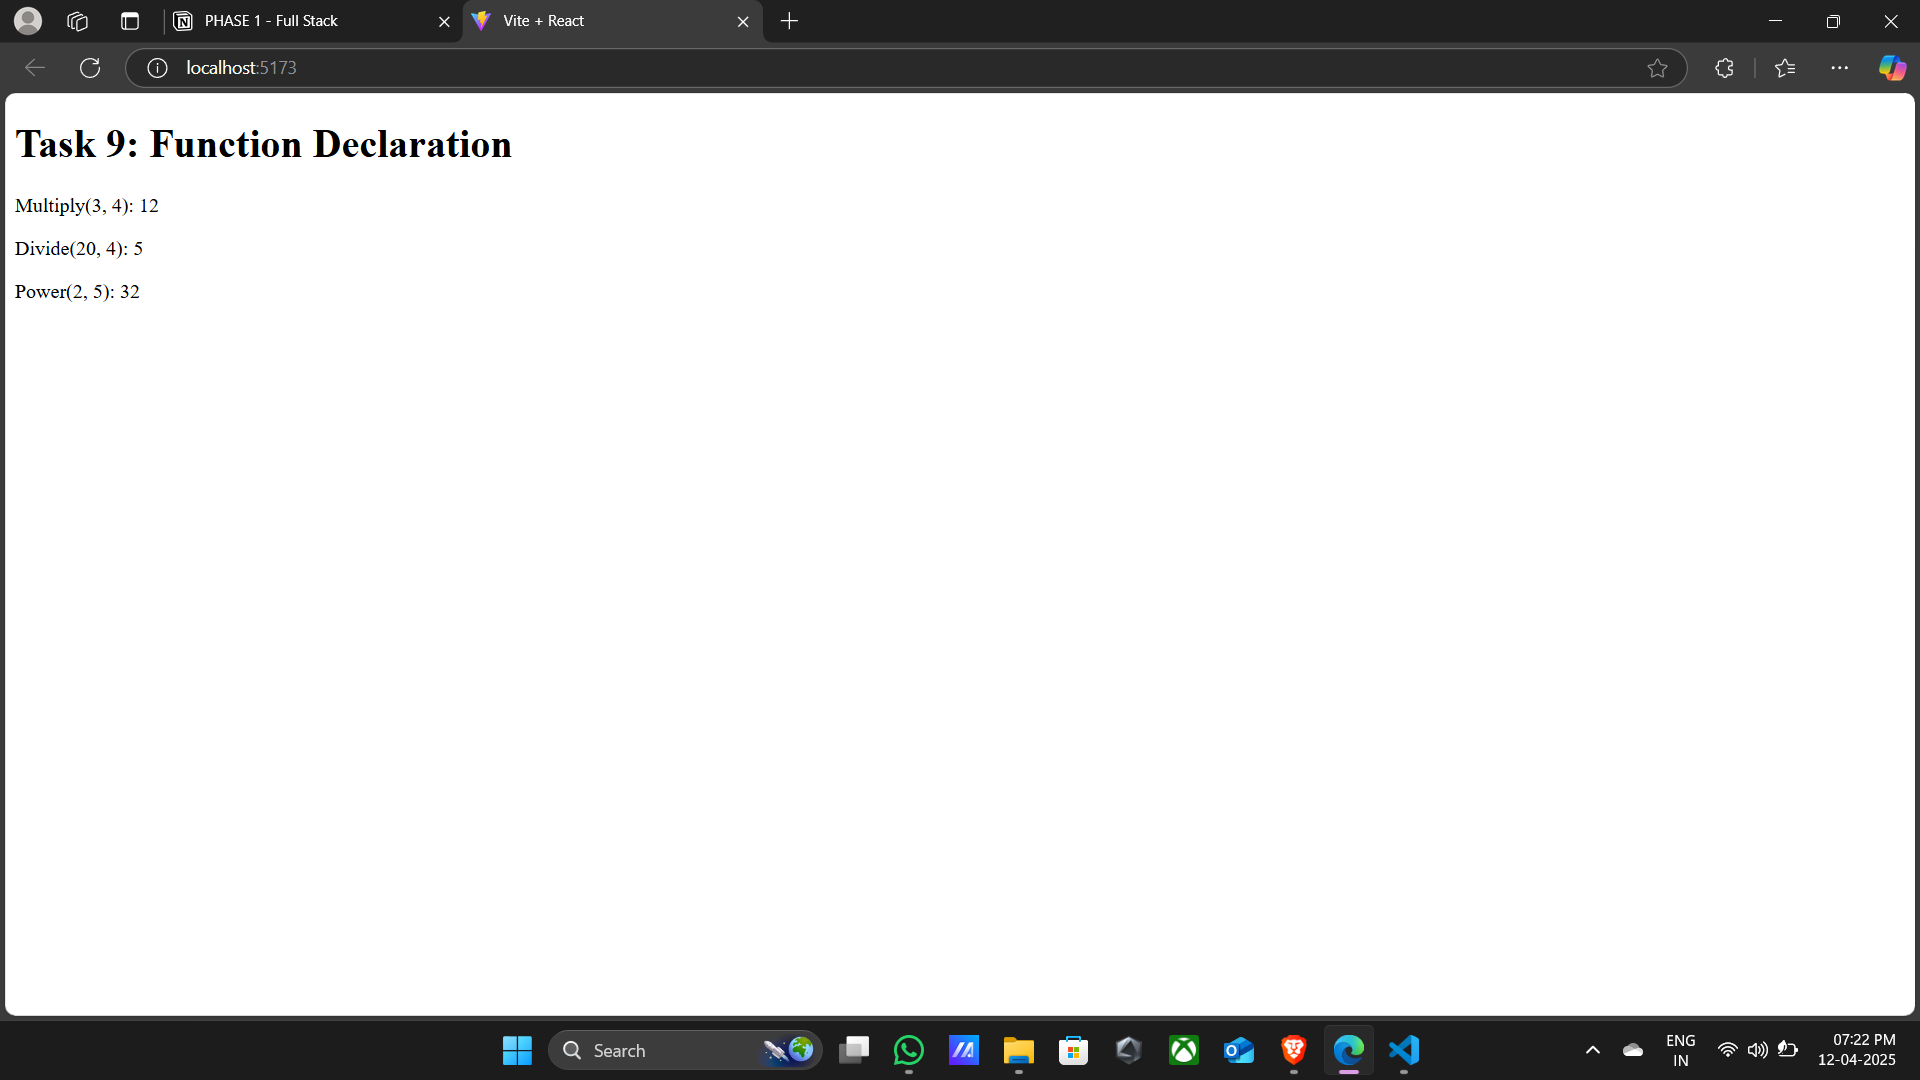 PHASE 1 - Full Stack
Vite + React
localhost:5173
Task 9: Function Declaration
Multiply(3, 4): 12
Divide(20, 4): 5
Power(2, 5): 32
Search
ENG
IN
07:22 PM
12-04-2025